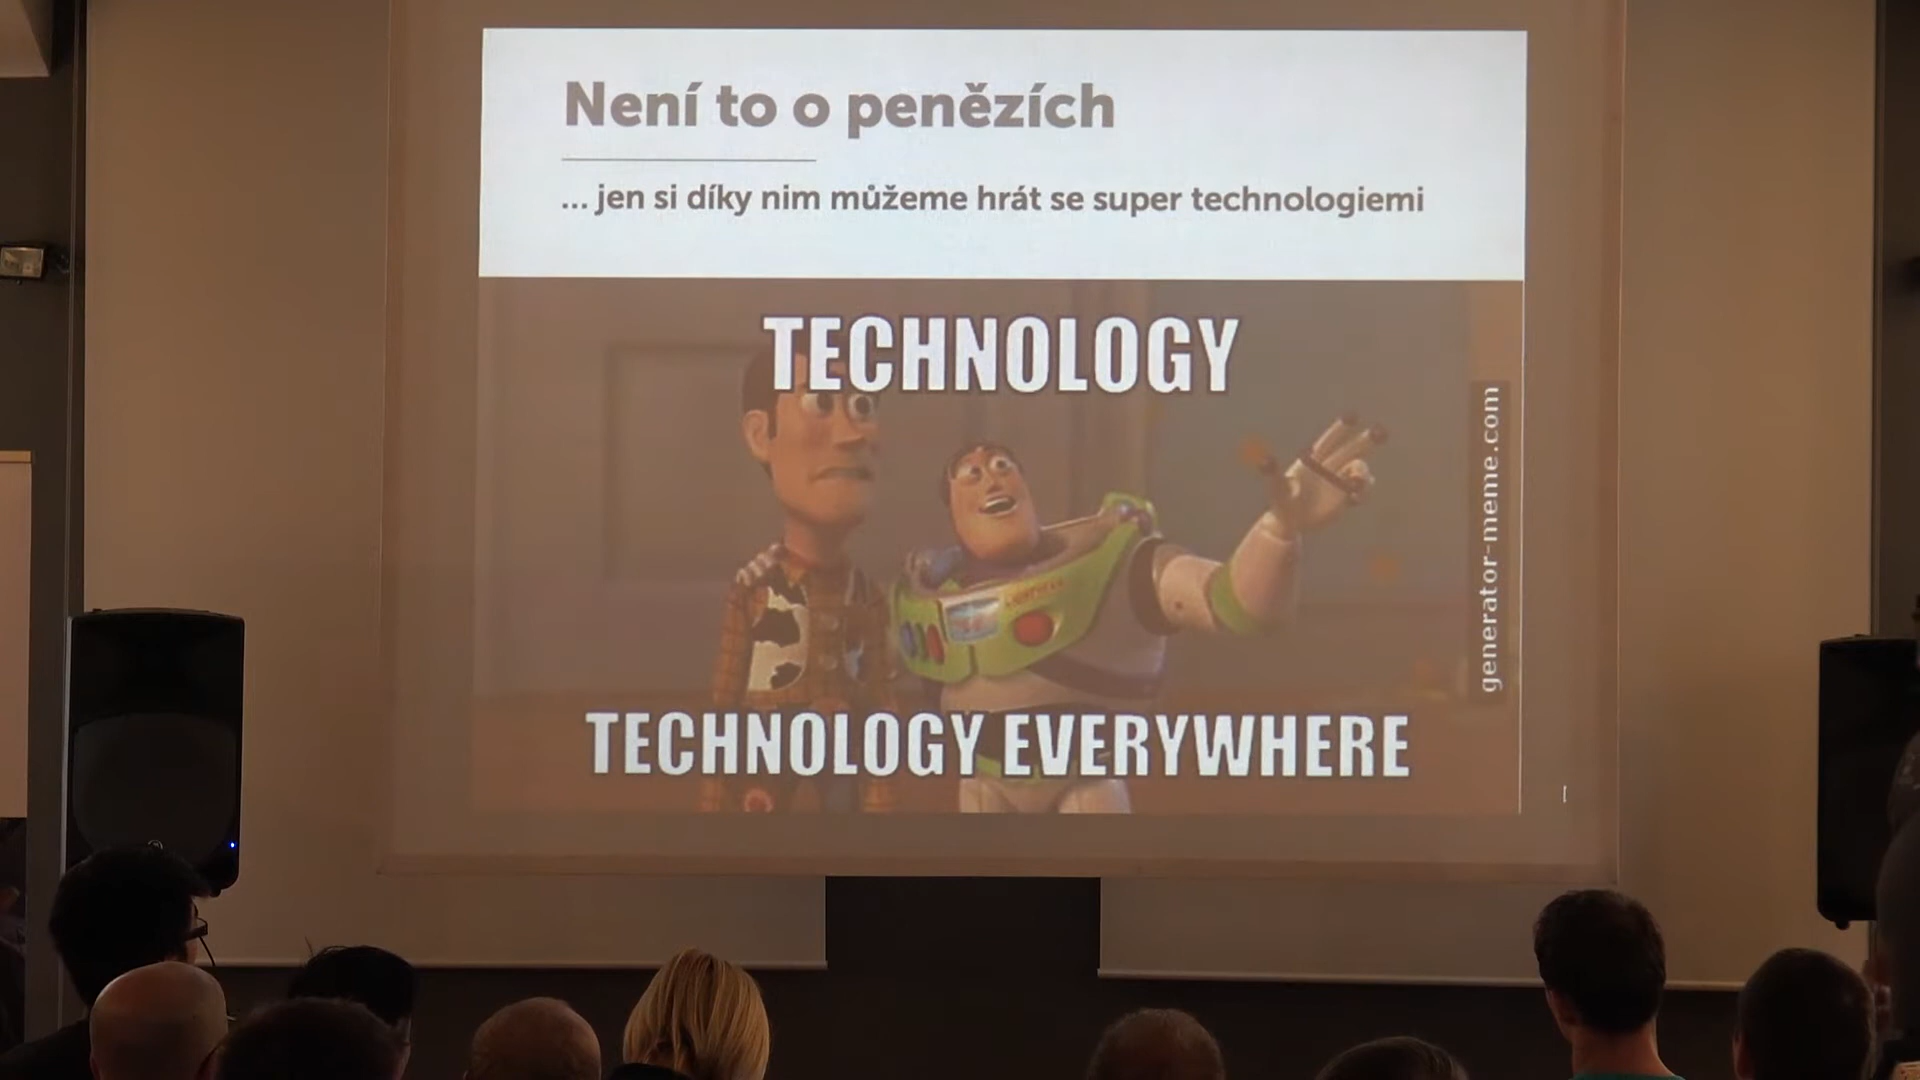 Není to o penězích
... jen si díky nim můžeme hrát se super technologiemi
TECHNOLOGY
generator-meme.com
TECHNOLOGY EVERYWHERE